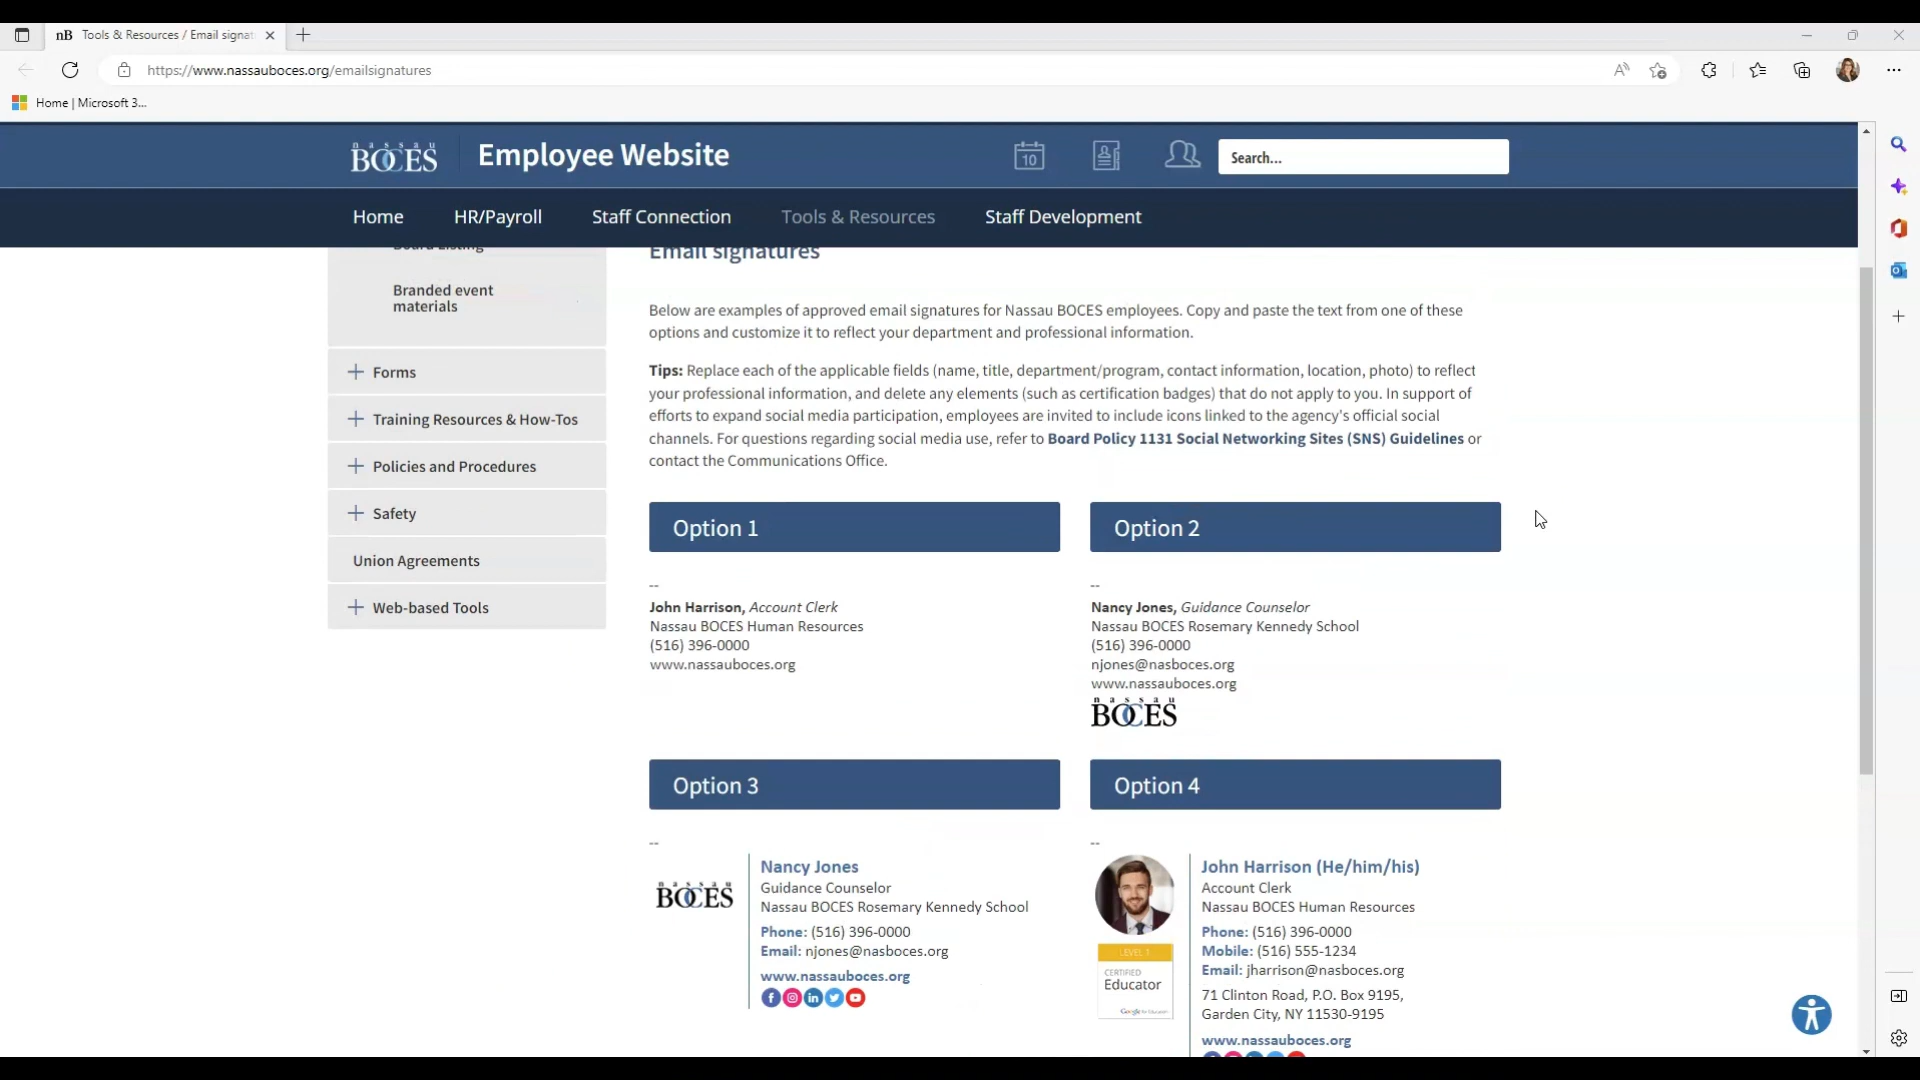 nB Tools & Resources / Email signat
https://www.nassauboces.org/emailsignatures
Home | Microsoft 3...
nassau
BOCES
Employee Website
10
Search...
Home
HR/Payroll
Staff Connection
Tools & Resources
Staff Development
Board Listing
Branded event
materials
Forms
Training Resources & How-Tos
Policies and Procedures
Safety
Union Agreements
Web-based Tools
Email signatures
Below are examples of approved email signatures for Nassau BOCES employees. Copy and paste the text from one of these
options and customize it to reflect your department and professional information.
Tips: Replace each of the applicable fields (name, title, department/program, contact information, location, photo) to reflect
your professional information, and delete any elements (such as certification badges) that do not apply to you. In support of
efforts to expand social media participation, employees are invited to include icons linked to the agency's official social
channels. For questions regarding social media use, refer to Board Policy 1131 Social Networking Sites (SNS) Guidelines or
contact the Communications Office.
Option 1
--
John Harrison, Account Clerk
Nassau BOCES Human Resources
(516) 396-0000
www.nassauboces.org
Option 2
--
Nancy Jones, Guidance Counselor
Nassau BOCES Rosemary Kennedy School
(516) 396-0000
njones@nasboces.org
www.nassauboces.org
nassau
BOCES
Option 3
--
nassau
BOCES
Nancy Jones
Guidance Counselor
Nassau BOCES Rosemary Kennedy School
Phone: (516) 396-0000
Email: njones@nasboces.org
www.nassauboces.org
Option 4
--
LEVEL 1
CERTIFIED
Educator
Google for Education
John Harrison (He/him/his)
Account Clerk
Nassau BOCES Human Resources
Phone: (516) 396-0000
Mobile: (516) 555-1234
Email: jharrison@nasboces.org
71 Clinton Road, P.O. Box 9195,
Garden City, NY 11530-9195
www.nassauboces.org